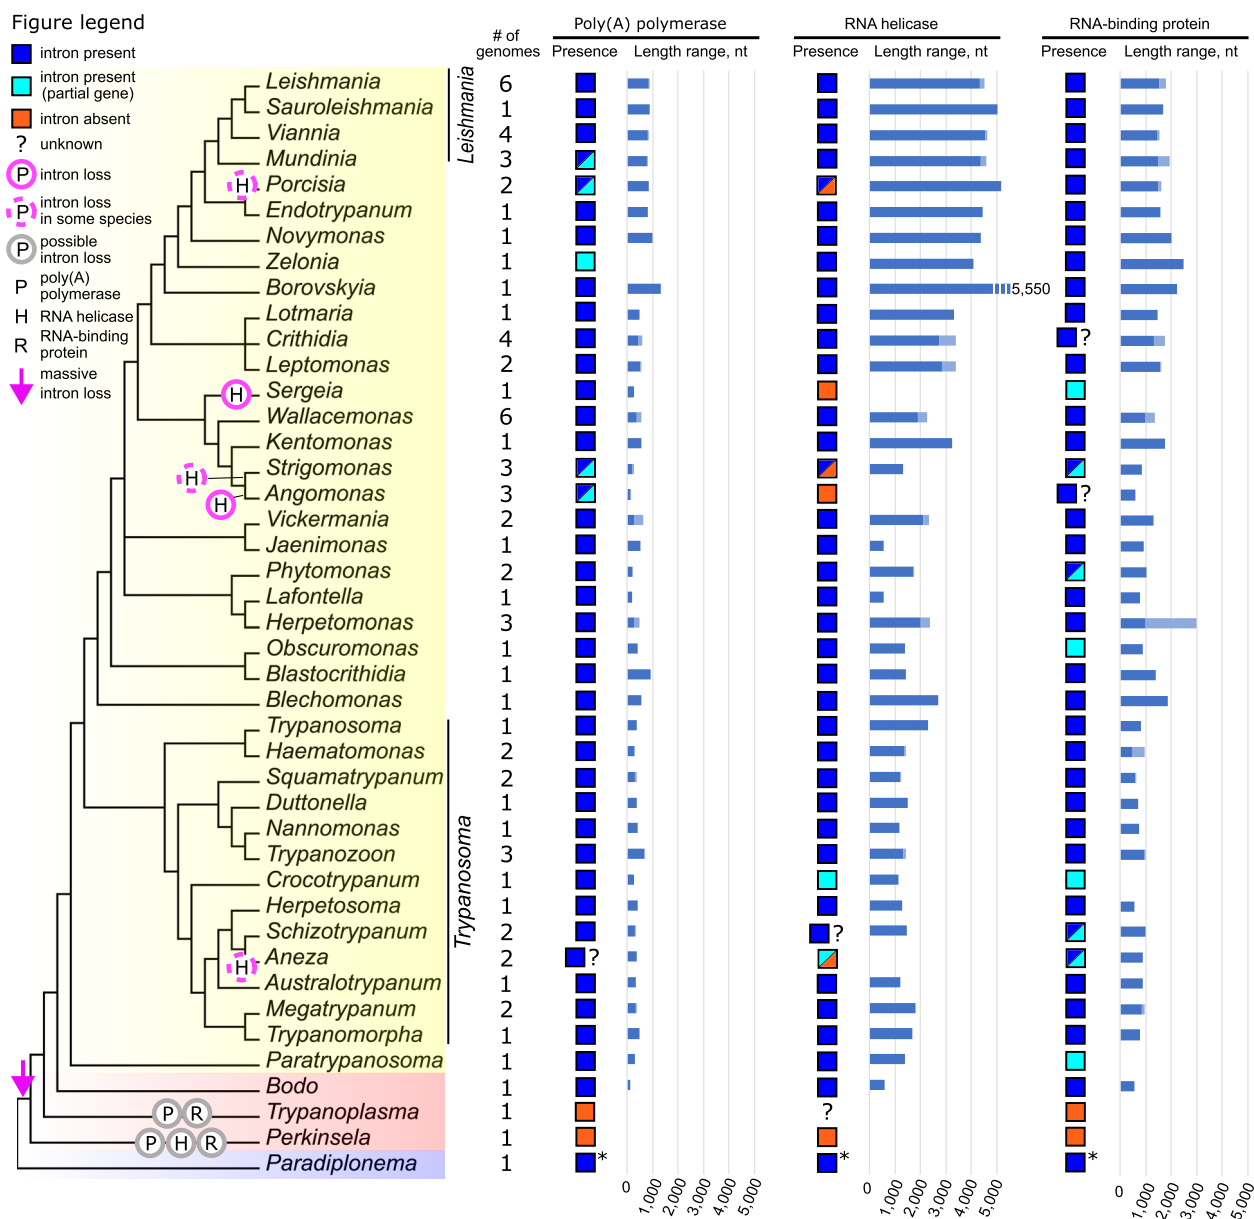 Figure legend
intron present
intron present
(partial gene)
intron absent
? unknown
P intron loss
P intron loss
in some species
P possible
intron loss
P poly(A)
polymerase
H RNA helicase
R RNA-binding
protein
massive
intron loss
# of
genomes
Poly(A) polymerase
Presence Length range, nt
RNA helicase
Presence Length range, nt
RNA-binding protein
Presence Length range, nt
Leishmania 6
Sauroleishmania 1
Viannia 4
Mundinia 3
Leishmania
H Porcisia 2
Endotrypanum 1
Novymonas 1
Zelonia 1
Borovskyia 1 5,550
Lotmaria 1
Crithidia 4 ?
Leptomonas 2
H Sergeia 1
Wallacemonas 6
Kentomonas 1
H Strigomonas 3
H Angomonas 3 ?
Vickermania 2
Jaenimonas 1
Phytomonas 2
Lafontella 1
Herpetomonas 3
Obscuromonas 1
Blastocrithidia 1
Blechomonas 1
Trypanosoma 1
Haematomonas 2
Squamatrypanum 2
Duttonella 1
Nannomonas 1
Trypanozoon 3
Crocotrypanum 1
Herpetosoma 1
Schizotrypanum 2 ?
H Aneza 2 ?
Australotrypanum 1
Megatrypanum 2
Trypanomorpha 1
Trypanosoma
Paratrypanosoma 1
Bodo 1
P R Trypanoplasma 1 ?
P H R Perkinsela 1
Paradiplonema 1 * * *
0 1,000 2,000 3,000 4,000 5,000
0 1,000 2,000 3,000 4,000 5,000
0 1,000 2,000 3,000 4,000 5,000